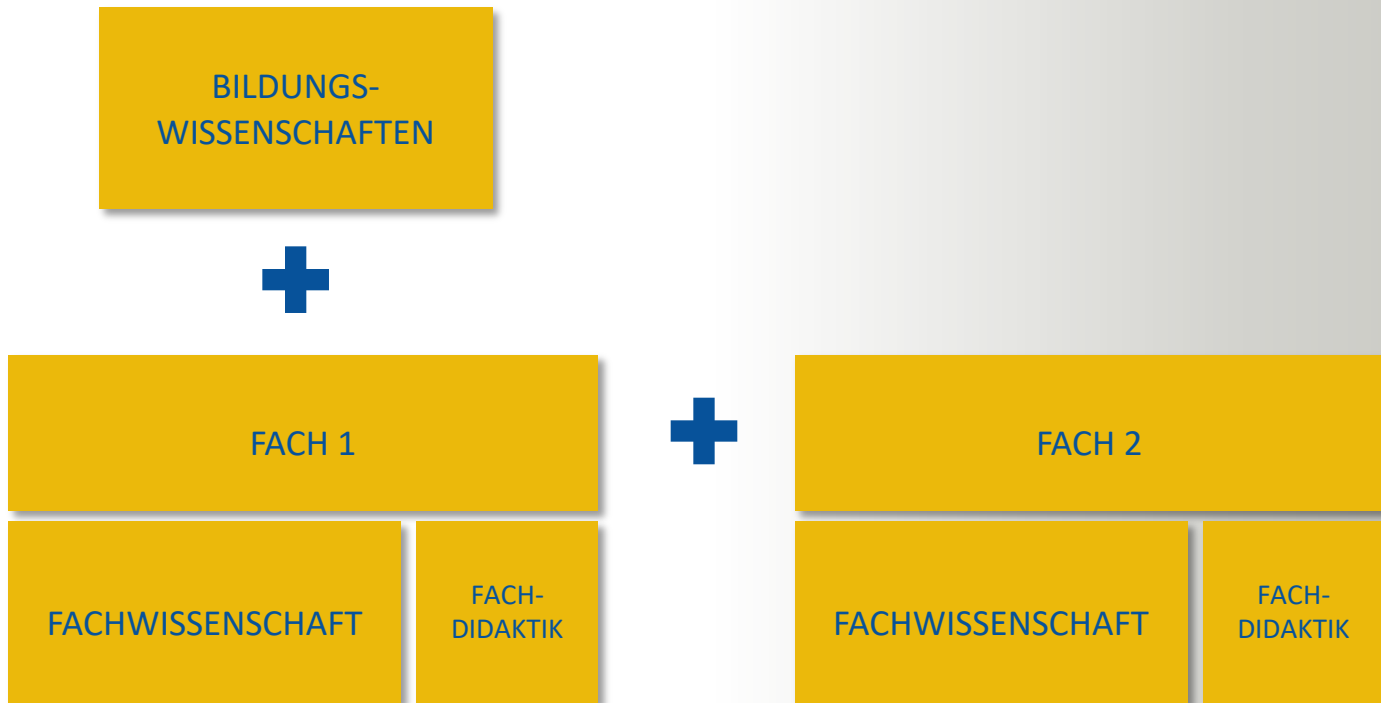 BILDUNGS-
WISSENSCHAFTEN
FACH 1
FACH 2
FACHWISSENSCHAFT
FACH-
DIDAKTIK
FACHWISSENSCHAFT
FACH-
DIDAKTIK